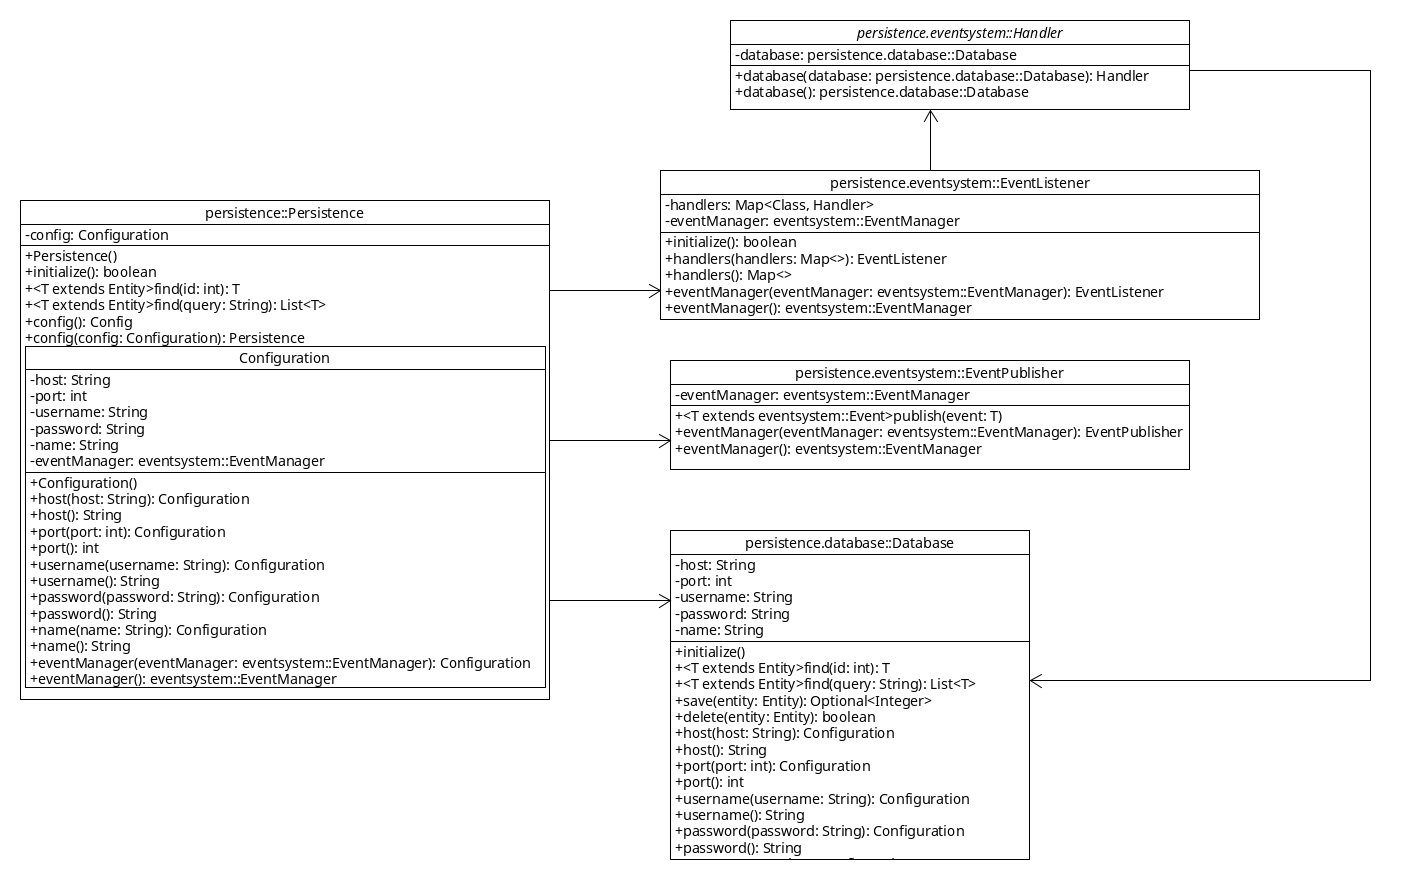 persistence.eventsystem::Handler
-database: persistence.database::Database
+database(database: persistence.database::Database): Handler
+database(): persistence.database::Database
persistence.eventsystem::EventListener
-handlers: Map<Class, Handler>
-eventManager: eventsystem::EventManager
+initialize(): boolean
+handlers(handlers: Map<>): EventListener
+handlers(): Map<>
+eventManager(eventManager: eventsystem::EventManager): EventListener
+eventManager(): eventsystem::EventManager
persistence::Persistence
-config: Configuration
+Persistence()
+initialize(): boolean
+<T extends Entity>find(id: int): T
+<T extends Entity>find(query: String): List<T>
+config(): Config
+config(config: Configuration): Persistence
Configuration
-host: String
-port: int
-username: String
-password: String
-name: String
-eventManager: eventsystem::EventManager
+Configuration()
+host(host: String): Configuration
+host(): String
+port(port: int): Configuration
+port(): int
+username(username: String): Configuration
+username(): String
+password(password: String): Configuration
+password(): String
+name(name: String): Configuration
+name(): String
+eventManager(eventManager: eventsystem::EventManager): Configuration
+eventManager(): eventsystem::EventManager
persistence.eventsystem::EventPublisher
-eventManager: eventsystem::EventManager
+<T extends eventsystem::Event>publish(event: T)
+eventManager(eventManager: eventsystem::EventManager): EventPublisher
+eventManager(): eventsystem::EventManager
persistence.database::Database
-host: String
-port: int
-username: String
-password: String
-name: String
+initialize()
+<T extends Entity>find(id: int): T
+<T extends Entity>find(query: String): List<T>
+save(entity: Entity): Optional<Integer>
+delete(entity: Entity): boolean
+host(host: String): Configuration
+host(): String
+port(port: int): Configuration
+port(): int
+username(username: String): Configuration
+username(): String
+password(password: String): Configuration
+password(): String